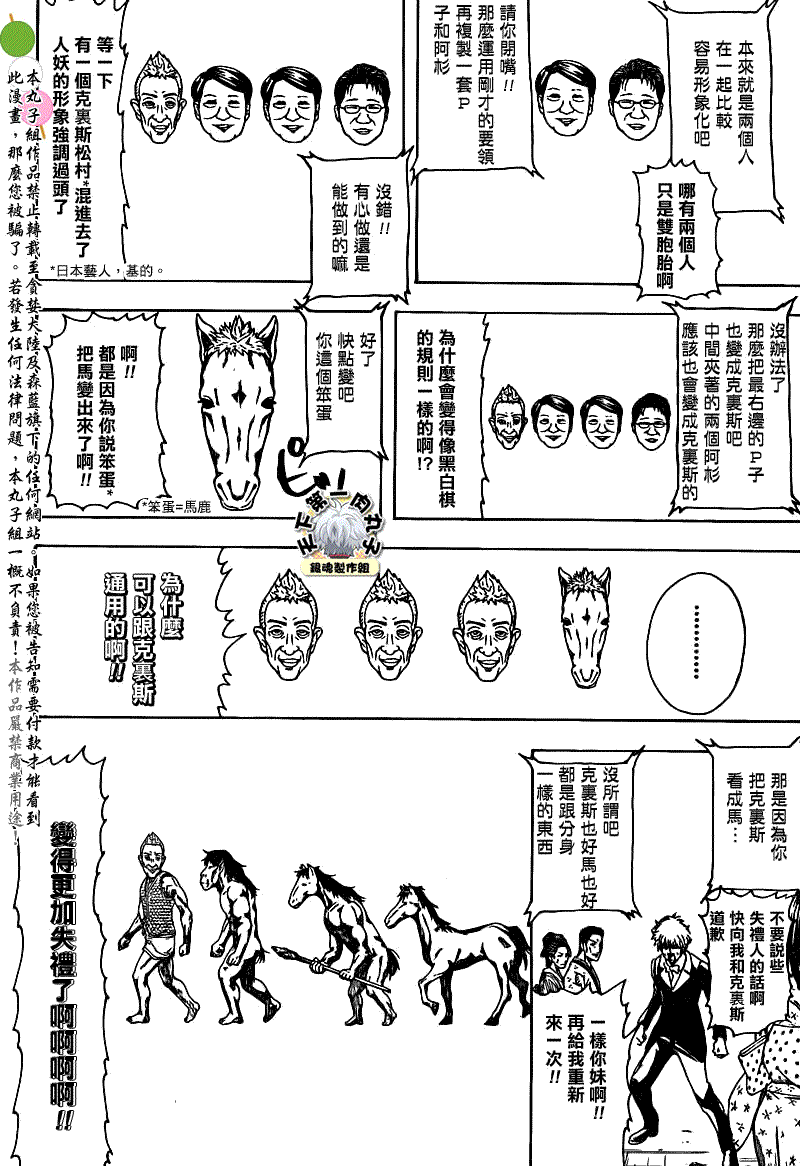 本來就是兩個人
在一起比較
容易形象化吧
哪有兩個人
只是雙胞胎啊
請你閉嘴!!
那麼運用剛才的要領
再複製一套P
子和阿杉
沒錯!!
有心做還是
能做到的嘛
等一下
有一個克裏斯松村*混進去了
人妖的形象強調過頭了
*日本藝人，基的。
沒辦法了
那麼把最右邊的P子
也變成克裏斯吧
中間夾著的兩個阿杉
應該也會變成克裏斯的
為什麼會變得像黑白棋
的規則一樣的啊!?
好了
快點變吧
你這個笨蛋
ピッ
啊!!
都是因為你說笨蛋*
把馬變出來了啊!!
*笨蛋=馬鹿
天下第一肉丸子
銀魂製作組
………
為什麼
可以跟克裏斯
通用的啊!!
那是因為你
把克裏斯
看成馬…
不要說些
失禮人的話啊
快向我和克裏斯
道歉
沒所謂吧
克裏斯也好馬也好
都是跟分身
一樣的東西
一樣你妹啊!!
再給我重新
來一次!!
變得更加失禮了啊啊啊啊!!
本丸子組作品禁止轉載至貪婪犬陸及森藍旗下的任何網站。如果您被告知需要付款才能看到
此漫畫，那麼您被騙了。若發生任何法律問題，本丸子組一概不負責！本作品嚴禁商業用途！